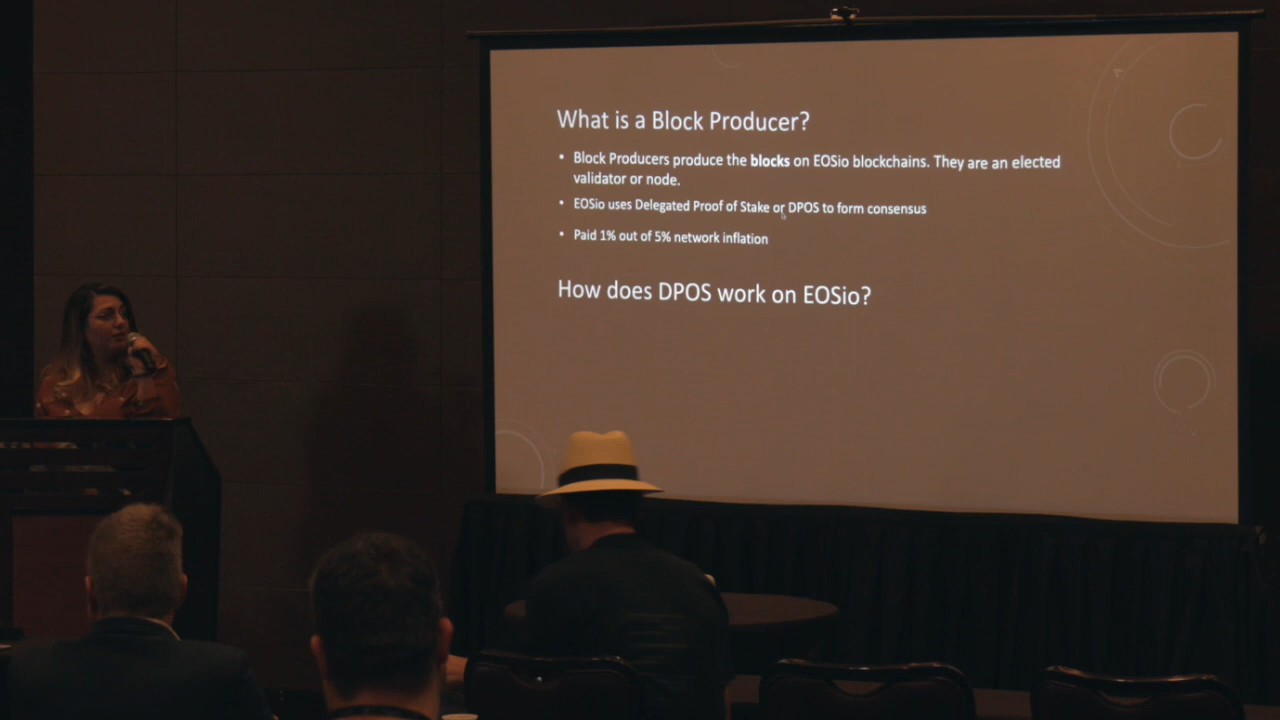 What is a Block Producer?
• Block Producers produce the blocks on EOSio blockchains. They are an elected
validator or node.
• EOSio uses Delegated Proof of Stake or DPOS to form consensus
• Paid 1% out of 5% network inflation
How does DPOS work on EOSio?